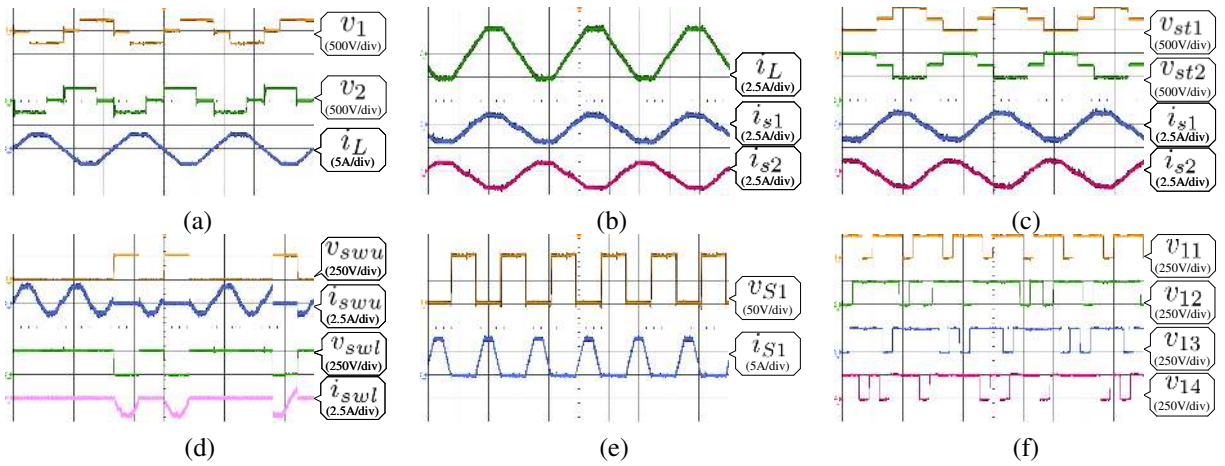 v1
(500V/div)
v2
(500V/div)
iL
(5A/div)
(a)
iL
(2.5A/div)
is1
(2.5A/div)
is2
(2.5A/div)
(b)
vst1
(500V/div)
vst2
(500V/div)
is1
(2.5A/div)
is2
(2.5A/div)
(c)
vswu
(250V/div)
iswu
(2.5A/div)
vswl
(250V/div)
iswl
(2.5A/div)
(d)
vS1
(50V/div)
iS1
(5A/div)
(e)
v11
(250V/div)
v12
(250V/div)
v13
(250V/div)
v14
(250V/div)
(f)